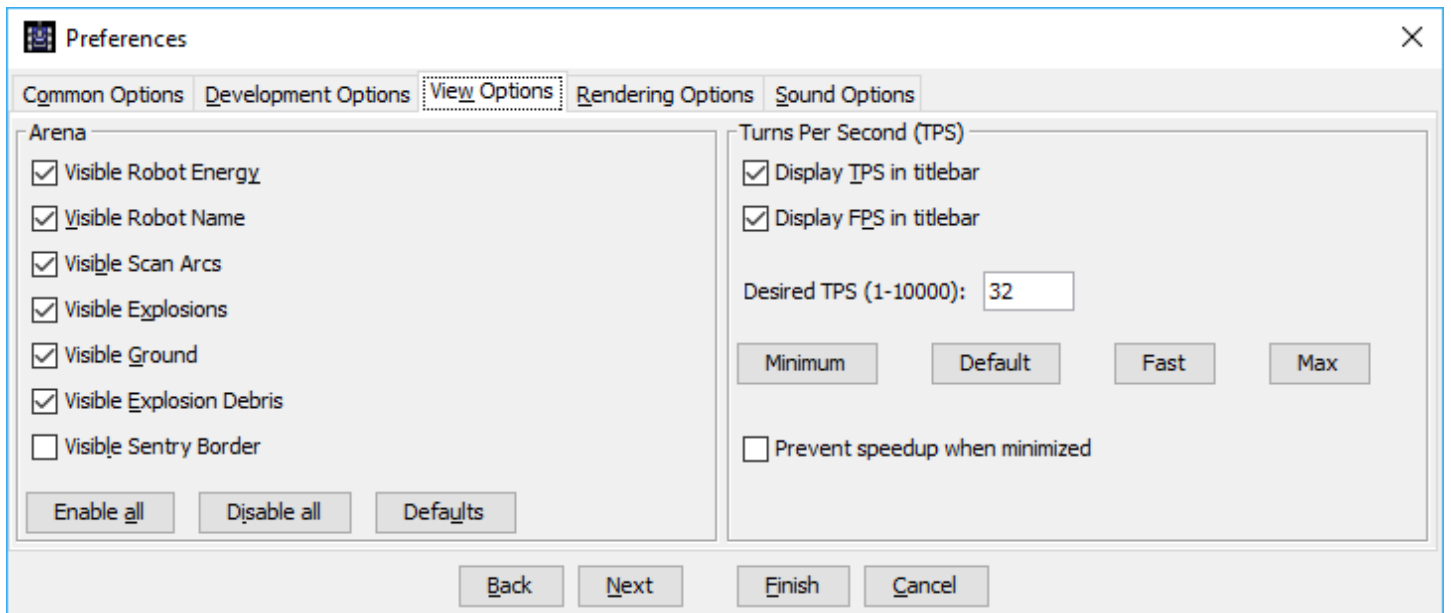 Preferences
Common Options Development Options View Options Rendering Options Sound Options
Arena
Visible Robot Energy
Visible Robot Name
Visible Scan Arcs
Visible Explosions
Visible Ground
Visible Explosion Debris
Visible Sentry Border
Enable all Disable all Defaults
Turns Per Second (TPS)
Display TPS in titlebar
Display FPS in titlebar
Desired TPS (1-10000): 32
Minimum Default Fast Max
Prevent speedup when minimized
Back Next Finish Cancel